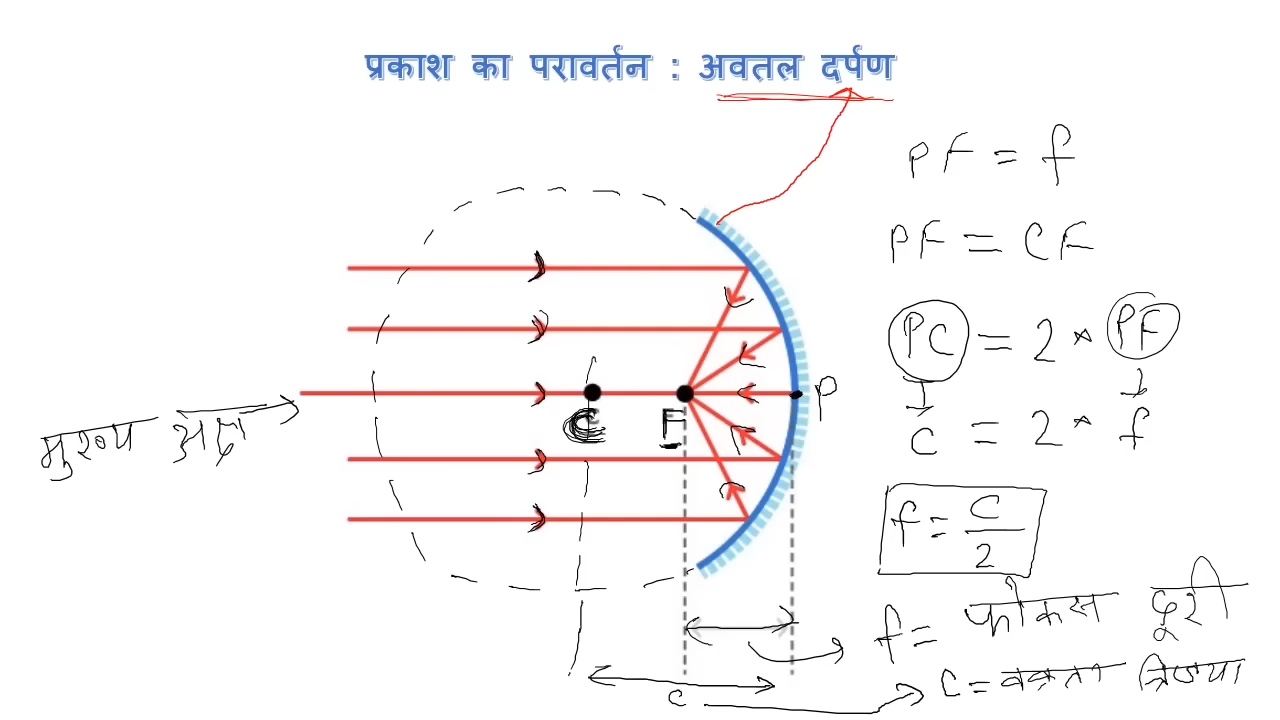 प्रकाश का परावर्तन : अवतल दर्पण
PF = f
PF = CF
PC = 2 * PF
C = 2 * f
f = C/2
f = फोकस दूरी
C = वक्रता त्रिज्या
मुख्य अक्ष
C
F
P
c